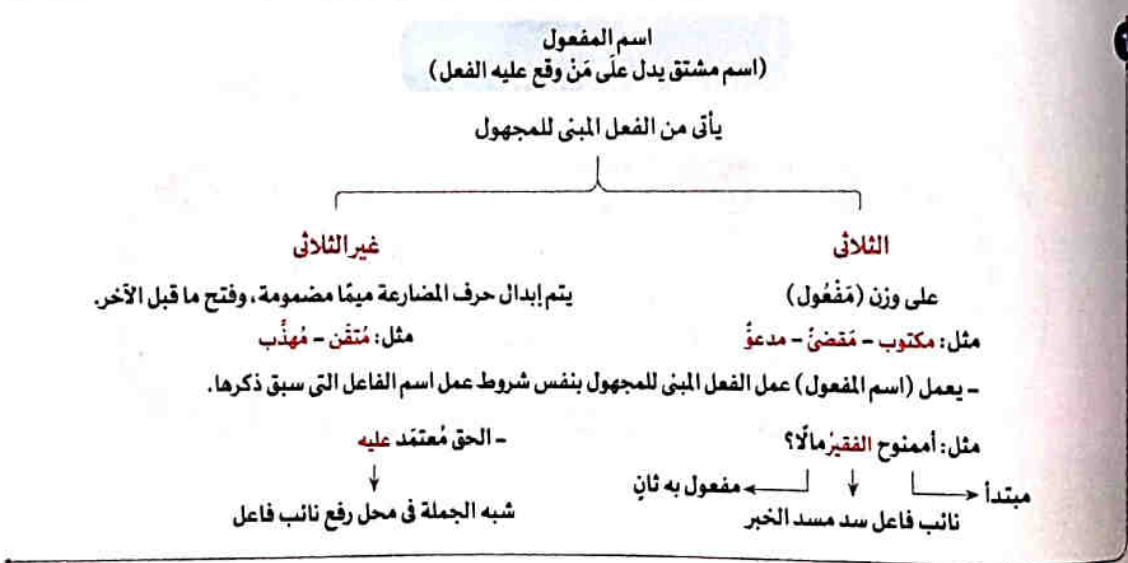 اسم المفعول
(اسم مشتق يدل علَى مَنْ وقع عليه الفعل)
يأتى من الفعل المبنى للمجهول
الثلاثى
غير الثلاثى
على وزن (مَفْعُول)
يتم إبدال حرف المضارعة ميمًا مضمومة، وفتح ما قبل الآخر.
مثل: مكتوب - مَقضىٌّ - مدعوٌّ
مثل: مُتقَن - مُهذَّب
- يعمل (اسم المفعول) عمل الفعل المبنى للمجهول بنفس شروط عمل اسم الفاعل التى سبق ذكرها.
مثل: أممنوح الفقيرُ مالًا؟
- الحق مُعتمَد عليه
مبتدأ
مفعول به ثانٍ
نائب فاعل سد مسد الخبر
شبه الجملة فى محل رفع نائب فاعل